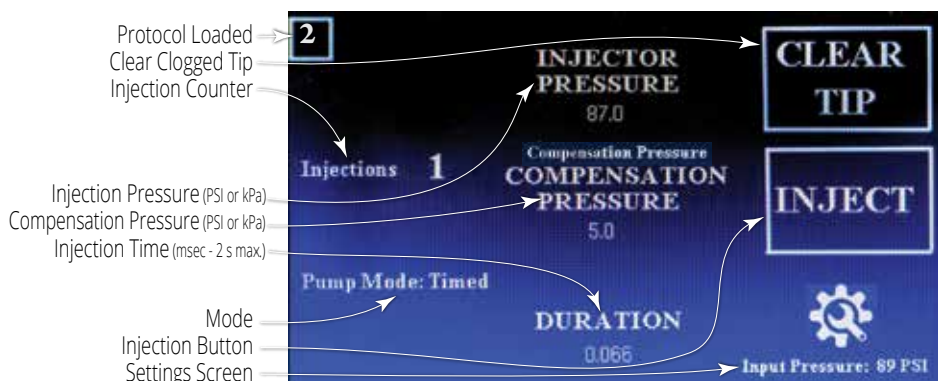 Protocol Loaded
Clear Clogged Tip
Injection Counter
Injection Pressure (PSI or kPa)
Compensation Pressure (PSI or kPa)
Injection Time (msec - 2 s max.)
Mode
Injection Button
Settings Screen
2
INJECTOR
PRESSURE
87.0
CLEAR
TIP
Injections 1
Compensation Pressure
COMPENSATION
PRESSURE
5.0
INJECT
Pump Mode: Timed
DURATION
0.066
Input Pressure: 89 PSI